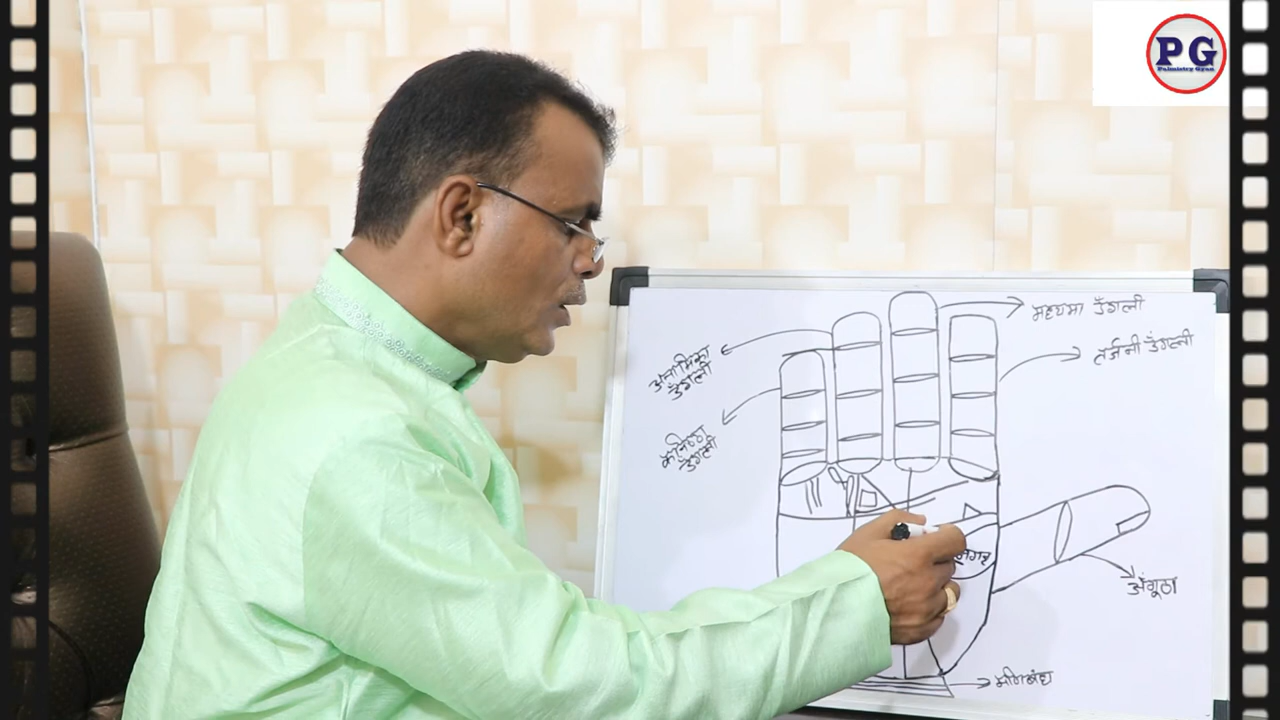 PG
Palmistry Gyan
मध्यमा उँगली
तर्जनी उँगली
अनामिका
उँगली
कनिष्ठा
उँगली
अँगूठा
मणिबंध